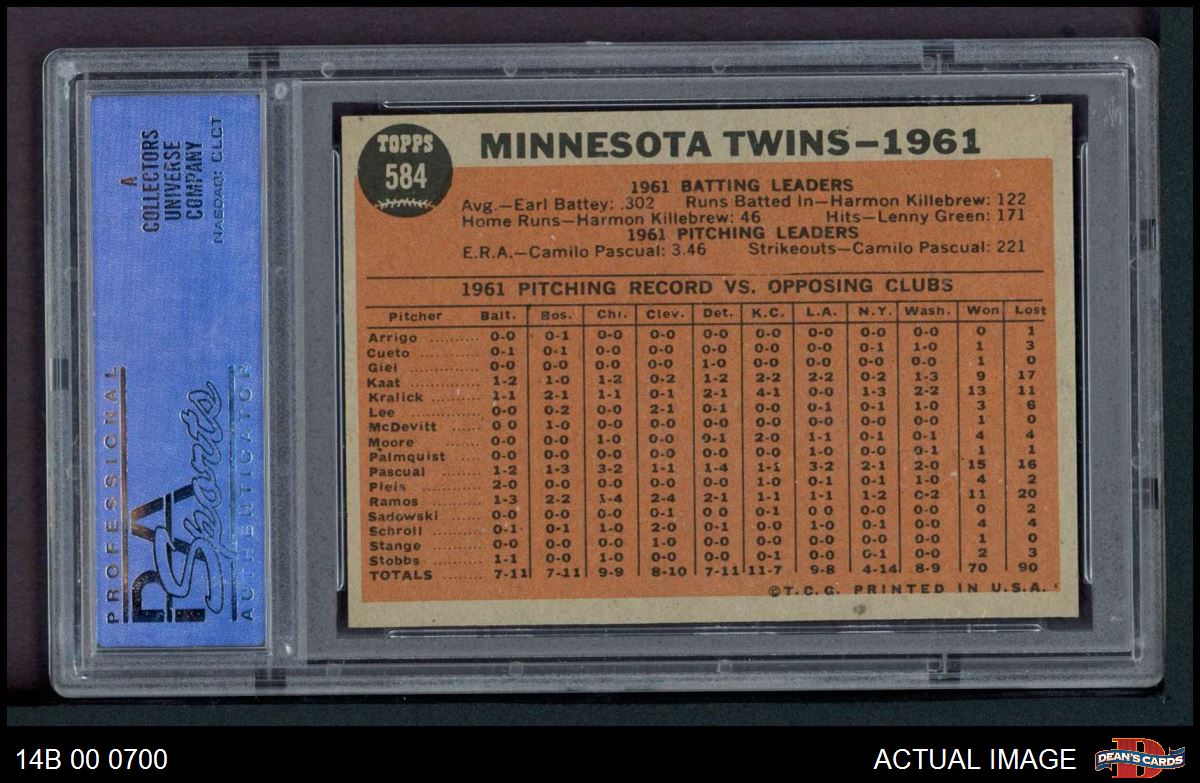 A
COLLECTORS
UNIVERSE
COMPANY
NASDAQ: CLCT
PROFESSIONAL
PSA
Sports
AUTHENTICATOR
TOPPS
584
MINNESOTA TWINS—1961
1961 BATTING LEADERS
Avg.—Earl Battey: .302 Runs Batted In—Harmon Killebrew: 122
Home Runs—Harmon Killebrew: 46 Hits—Lenny Green: 171
1961 PITCHING LEADERS
E.R.A.—Camilo Pascual: 3.46 Strikeouts—Camilo Pascual: 221
1961 PITCHING RECORD VS. OPPOSING CLUBS
Pitcher Balt. Bos. Chi. Clev. Det. K.C. L.A. N.Y. Wash. Won Lost
Arrigo 0-0 0-1 0-0 0-0 0-0 0-0 0-0 0-0 0-0 0 1
Cueto 0-1 0-1 0-0 0-0 0-0 0-0 0-0 0-1 1-0 1 3
Giel 0-0 0-0 0-0 0-0 1-0 0-0 0-0 0-0 0-0 1 0
Kaat 1-2 1-0 1-2 0-2 1-2 2-2 2-2 0-2 1-3 9 17
Kralick 1-1 2-1 1-1 0-1 2-1 4-1 0-0 1-3 2-2 13 11
Lee 0-0 0-2 0-0 2-1 0-1 0-0 0-1 0-1 1-0 3 6
McDevitt 0-0 1-0 0-0 0-0 0-0 0-0 0-0 0-0 0-0 1 0
Moore 0-0 0-0 1-0 0-0 0-1 2-0 1-1 0-1 0-1 4 4
Palmquist 0-0 0-0 0-0 0-0 0-0 0-0 1-0 0-0 0-1 1 1
Pascual 1-2 1-3 3-2 1-1 1-4 1-1 3-2 2-1 2-0 15 16
Pleis 2-0 0-0 0-0 0-0 0-0 1-0 0-1 0-1 1-0 4 2
Ramos 1-3 2-2 1-4 2-4 2-1 1-1 1-1 1-2 0-2 11 20
Sadowski 0-0 0-0 0-0 0-1 0-1 0-0 0-0 0-0 0-0 0 2
Schroll 0-1 0-1 1-0 2-0 0-1 0-0 1-0 0-1 0-0 4 4
Stange 0-0 0-0 0-0 1-0 0-0 0-0 0-0 0-0 0-0 1 0
Stobbs 1-1 0-0 1-0 0-0 0-0 0-1 0-0 0-1 0-0 2 3
TOTALS 7-11 7-11 9-9 8-10 7-11 11-7 9-8 4-14 8-9 70 90
©T.C.G. PRINTED IN U.S.A.
14B 00 0700
ACTUAL IMAGE
DEAN'S CARDS